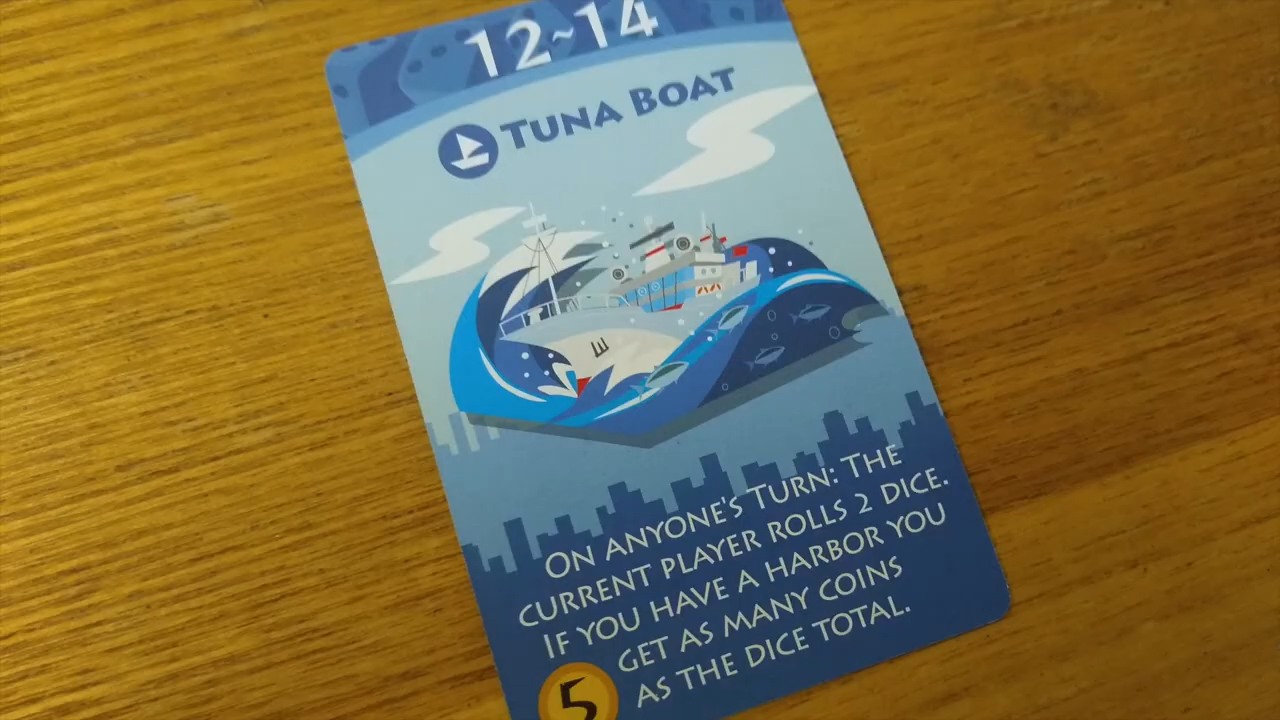 12~14
TUNA BOAT
E
ON ANYONE'S TURN: THE
CURRENT PLAYER ROLLS 2 DICE.
IF YOU HAVE A HARBOR YOU
GET AS MANY COINS
AS THE DICE TOTAL.
5